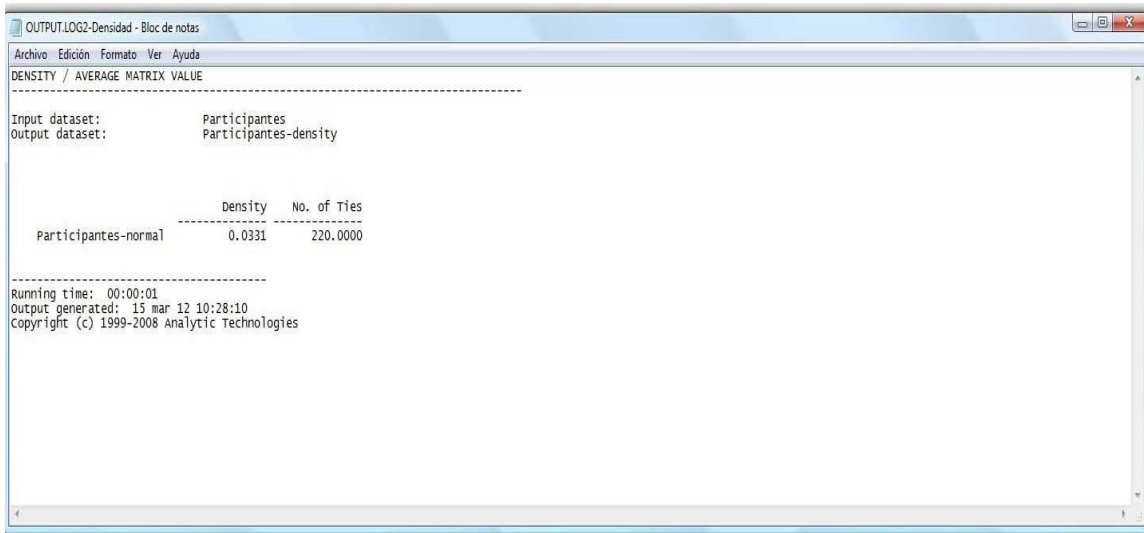 OUTPUT.LOG2-Densidad - Bloc de notas
Archivo Edición Formato Ver Ayuda
DENSITY / AVERAGE MATRIX VALUE
--------------------------------------------------------------------------------
Input dataset: Participantes
Output dataset: Participantes-density
Density No. of Ties
-------------- --------------
Participantes-normal 0.0331 220.0000
----------------------------------------
Running time: 00:00:01
Output generated: 15 mar 12 10:28:10
Copyright (c) 1999-2008 Analytic Technologies